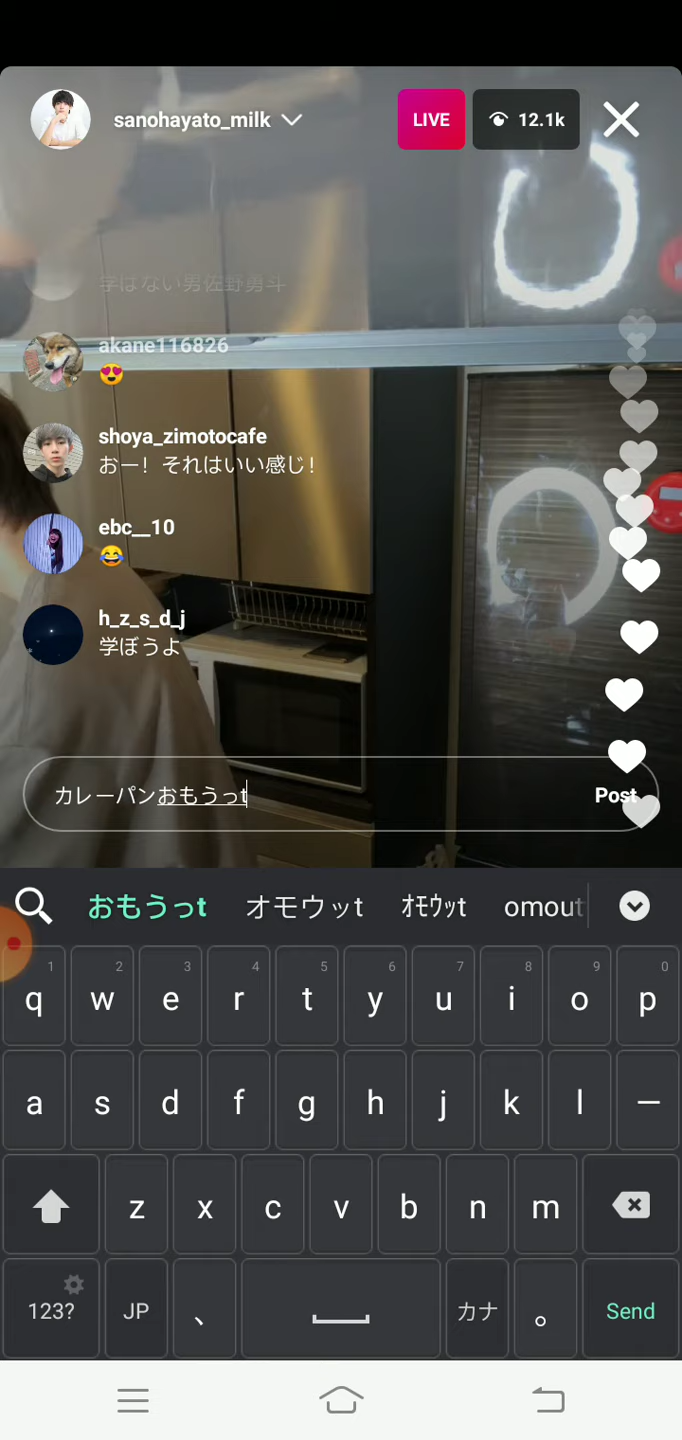 sanohayato_milk
LIVE
12.1k
学ばない男佐野勇斗
akane116826
😍
shoya_zimotocafe
おー！それはいい感じ！
ebc__10
😂
h_z_s_d_j
学ぼうよ
カレーパンおもうっt
Post
おもうっt オモウッt ｵﾓｳｯt omout
1 2 3 4 5 6 7 8 9 0
q w e r t y u i o p
a s d f g h j k l ー
z x c v b n m
123? JP 、 カナ 。 Send